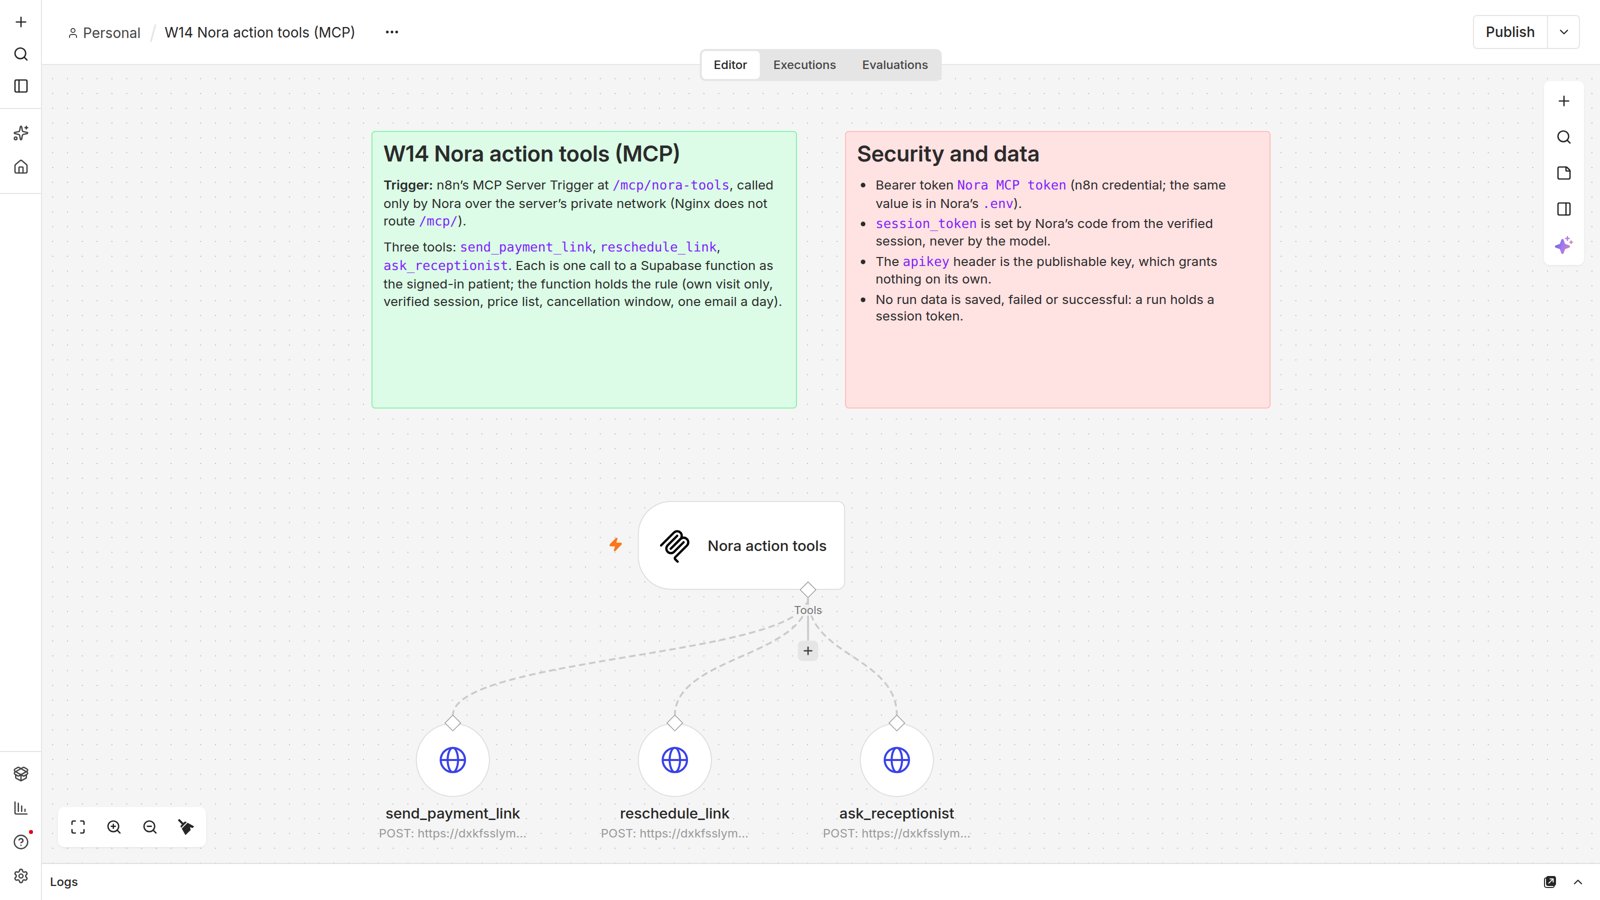 Personal / W14 Nora action tools (MCP) ...
Publish
Editor Executions Evaluations
W14 Nora action tools (MCP)
Trigger: n8n’s MCP Server Trigger at /mcp/nora-tools, called
only by Nora over the server’s private network (Nginx does not
route /mcp/).
Three tools: send_payment_link, reschedule_link,
ask_receptionist. Each is one call to a Supabase function as
the signed-in patient; the function holds the rule (own visit only,
verified session, price list, cancellation window, one email a day).
Security and data
• Bearer token Nora MCP token (n8n credential; the same
value is in Nora’s .env).
• session_token is set by Nora’s code from the verified
session, never by the model.
• The apikey header is the publishable key, which grants
nothing on its own.
• No run data is saved, failed or successful: a run holds a
session token.
Nora action tools
Tools
send_payment_link
POST: https://dxkfsslym...
reschedule_link
POST: https://dxkfsslym...
ask_receptionist
POST: https://dxkfsslym...
Logs